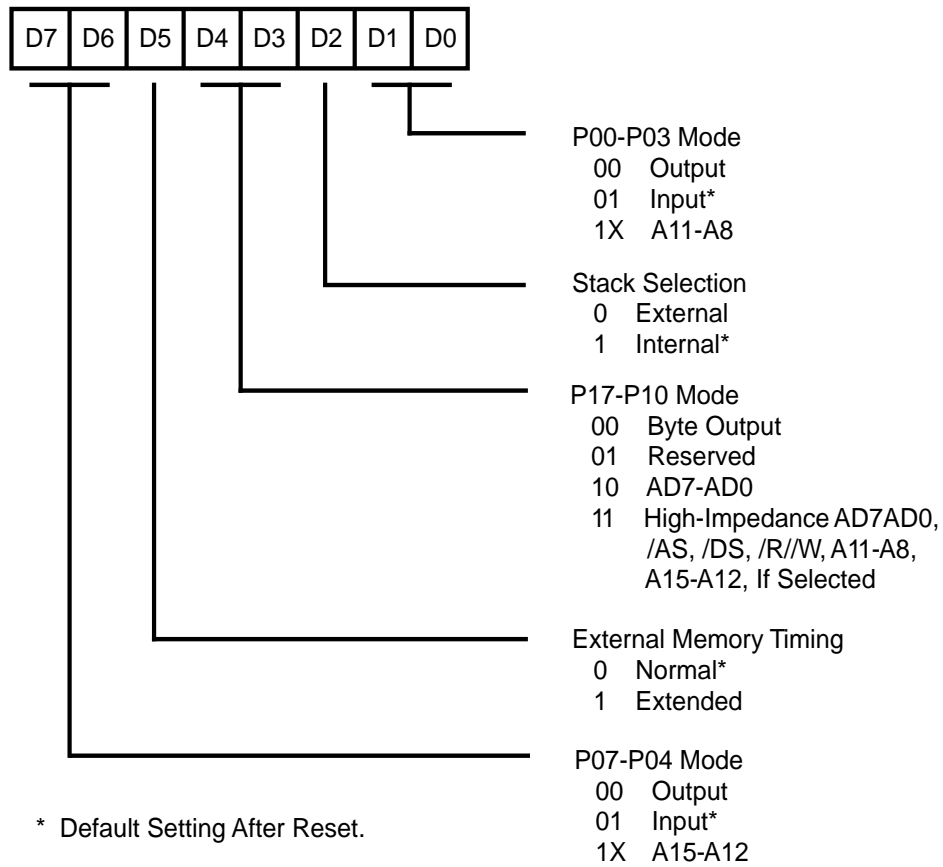 D7 D6 D5 D4 D3 D2 D1 D0
P00-P03 Mode
00 Output
01 Input*
1X A11-A8
Stack Selection
0 External
1 Internal*
P17-P10 Mode
00 Byte Output
01 Reserved
10 AD7-AD0
11 High-Impedance AD7AD0,
/AS, /DS, /R//W, A11-A8,
A15-A12, If Selected
External Memory Timing
0 Normal*
1 Extended
P07-P04 Mode
00 Output
01 Input*
1X A15-A12
* Default Setting After Reset.